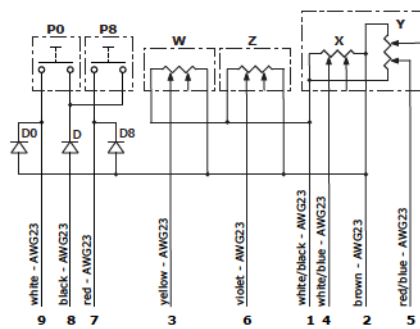 P0 P8
W Z X Y
D0 D D8
white - AWG23
black - AWG23
red - AWG23
yellow - AWG23
violet - AWG23
white/black - AWG23
white/blue - AWG23
brown - AWG23
red/blue - AWG23
9 8 7 3 6 1 4 2 5